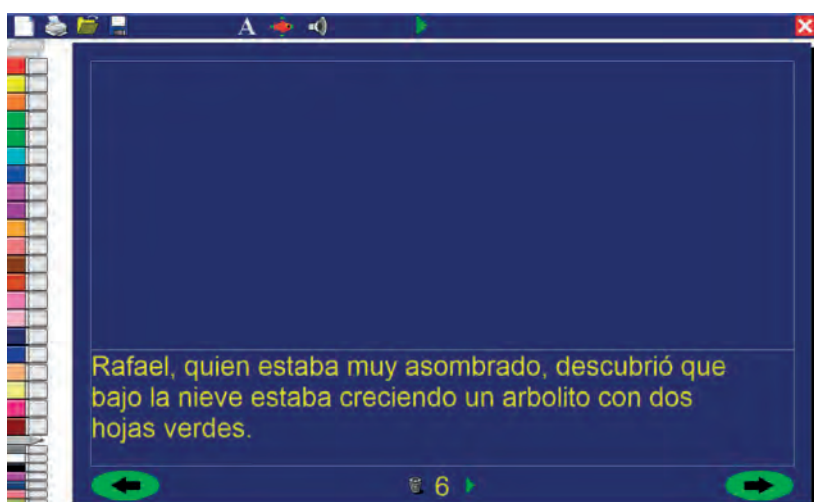 A
Rafael, quien estaba muy asombrado, descubrió que
bajo la nieve estaba creciendo un arbolito con dos
hojas verdes.
6